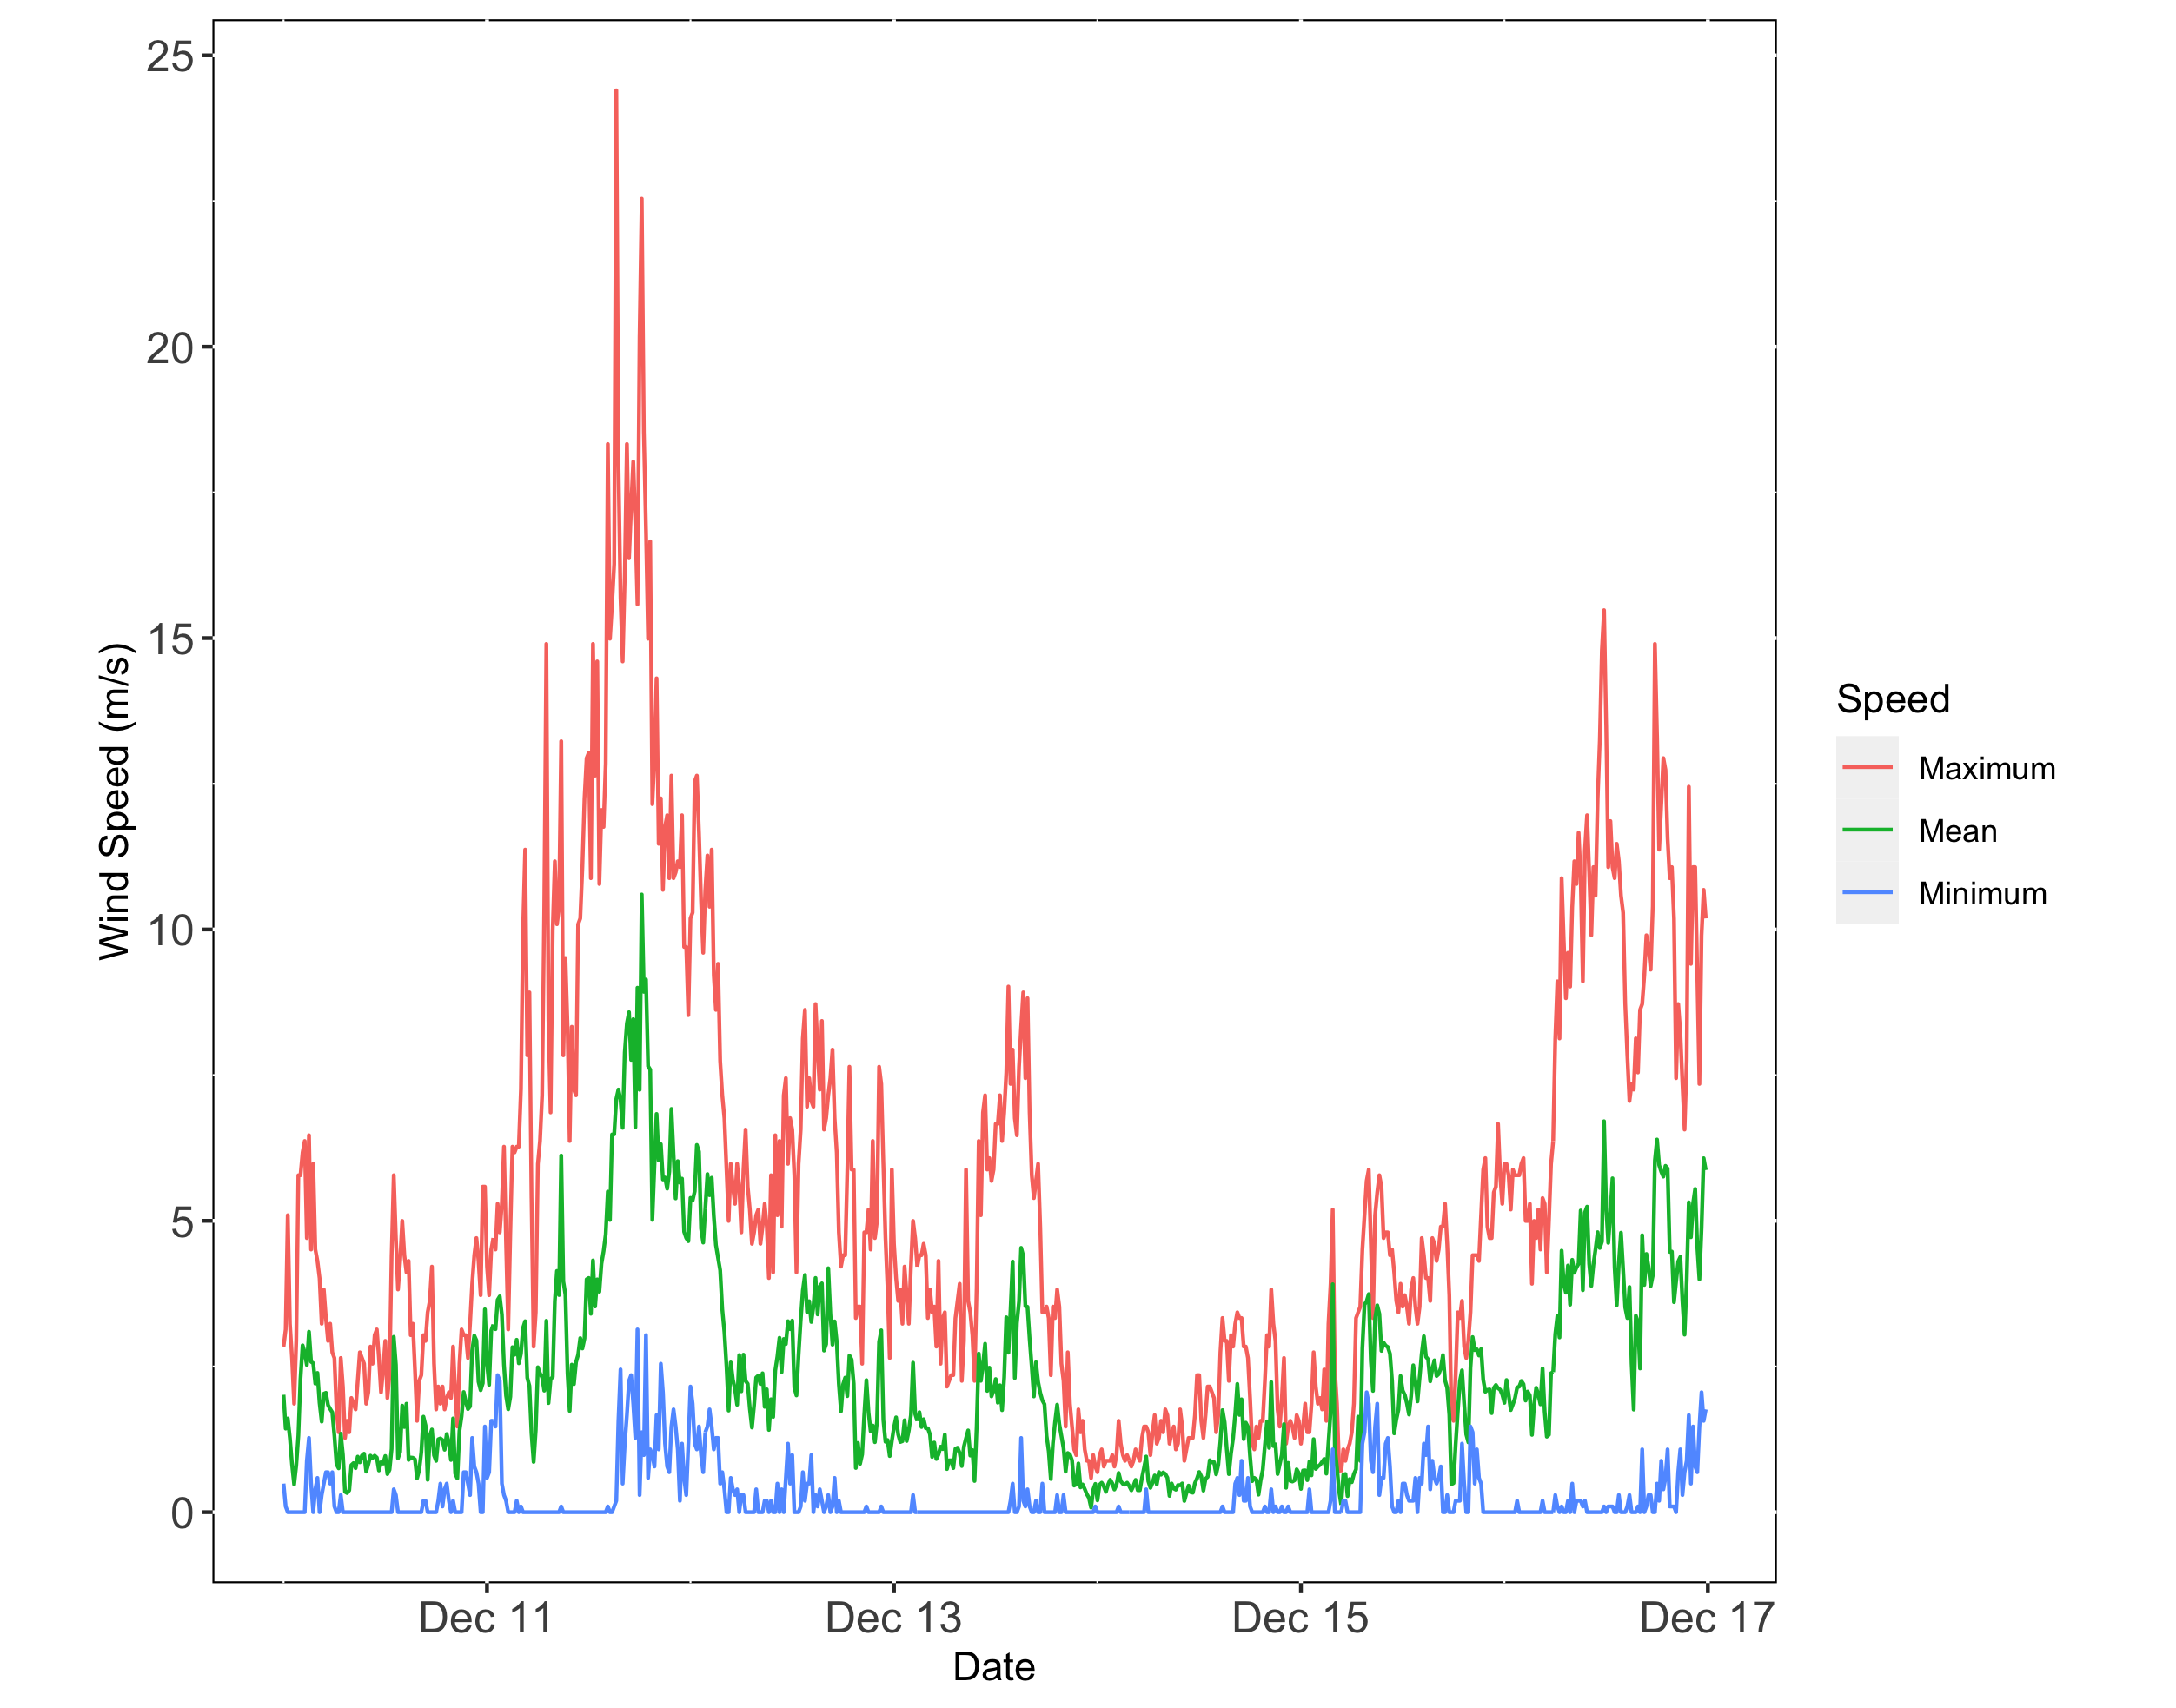 25
20
15
10
5
0
Wind Speed (m/s)
Dec 11
Dec 13
Dec 15
Dec 17
Date
Speed
Maximum
Mean
Minimum